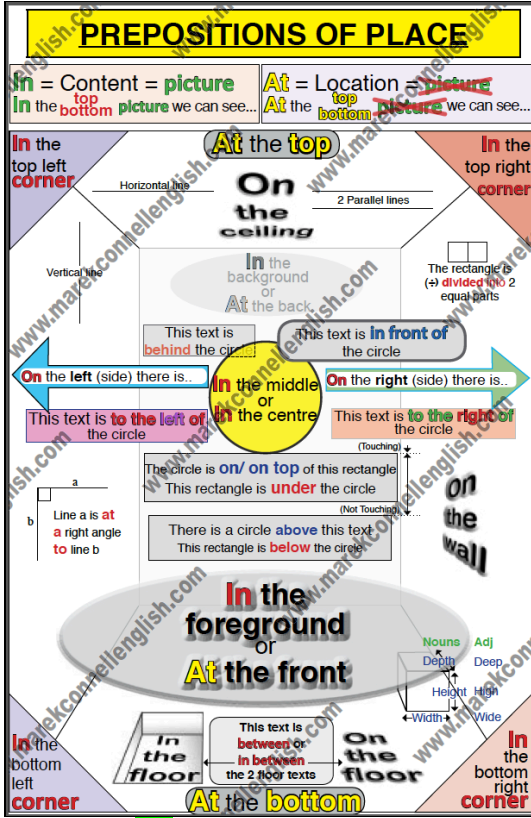 PREPOSITIONS OF PLACE
In = Content = picture
In the top bottom picture we can see...
At = Location = picture
At the top bottom picture we can see...
In the
top left
corner
At the top
In the
top right
corner
Horizontal line
On
the
ceiling
2 Parallel lines
Vertical line
In the
background
or
At the back
The rectangle is
(÷) divided into 2
equal parts
This text is
behind the circle
This text is in front of
the circle
On the left (side) there is..
In the middle
or
In the centre
On the right (side) there is..
This text is to the left of
the circle
This text is to the right of
the circle
(Touching)
The circle is on/ on top of this rectangle
This rectangle is under the circle
(Not Touching)
There is a circle above this text
This rectangle is below the circle
a
b
Line a is at
a right angle
to line b
on
the
wall
In the
foreground
or
At the front
Nouns Adj
Depth Deep
Height High
Width Wide
In the
bottom
left
corner
In
the
floor
This text is
between or
in between
the 2 floor texts
On
the
floor
In
the
bottom
right
corner
At the bottom
www.marekconnellenglish.com